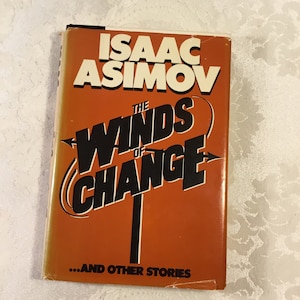 ISAAC
ASIMOV
THE
WINDS
OF
CHANGE
...AND OTHER STORIES